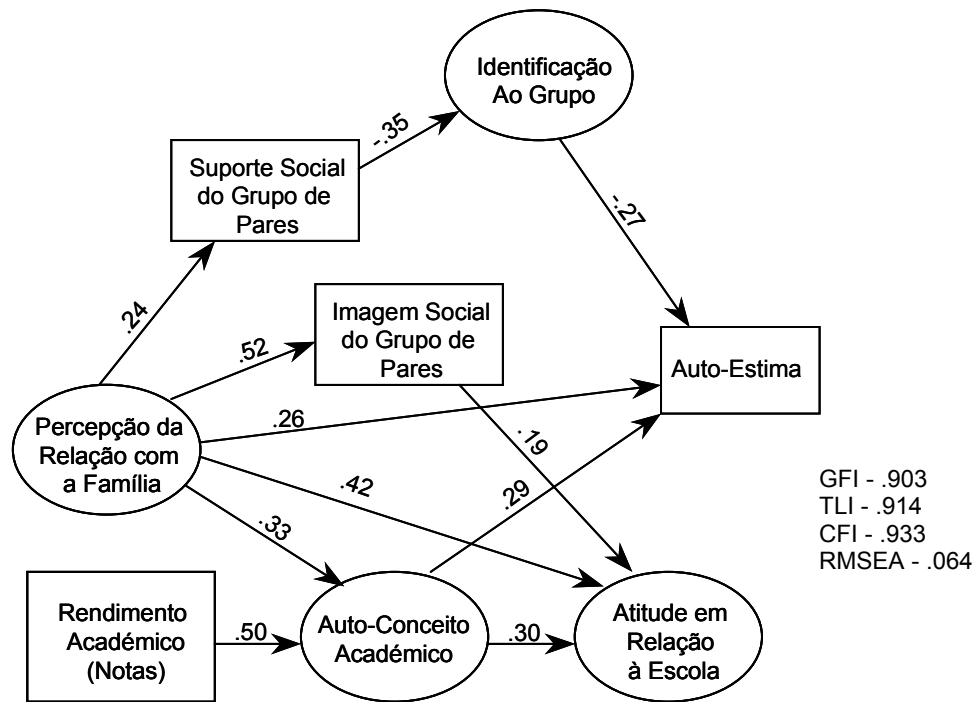 Identificação
Ao Grupo
-.35
Suporte Social
do Grupo de
Pares
-.27
.24
Imagem Social
do Grupo de
Pares
.52
Auto-Estima
Percepção da
Relação com
a Família
.26
.19
.42
.29
.33
GFI - .903
TLI - .914
CFI - .933
RMSEA - .064
Rendimento
Académico
(Notas)
.50
Auto-Conceito
Académico
.30
Atitude em
Relação
à Escola